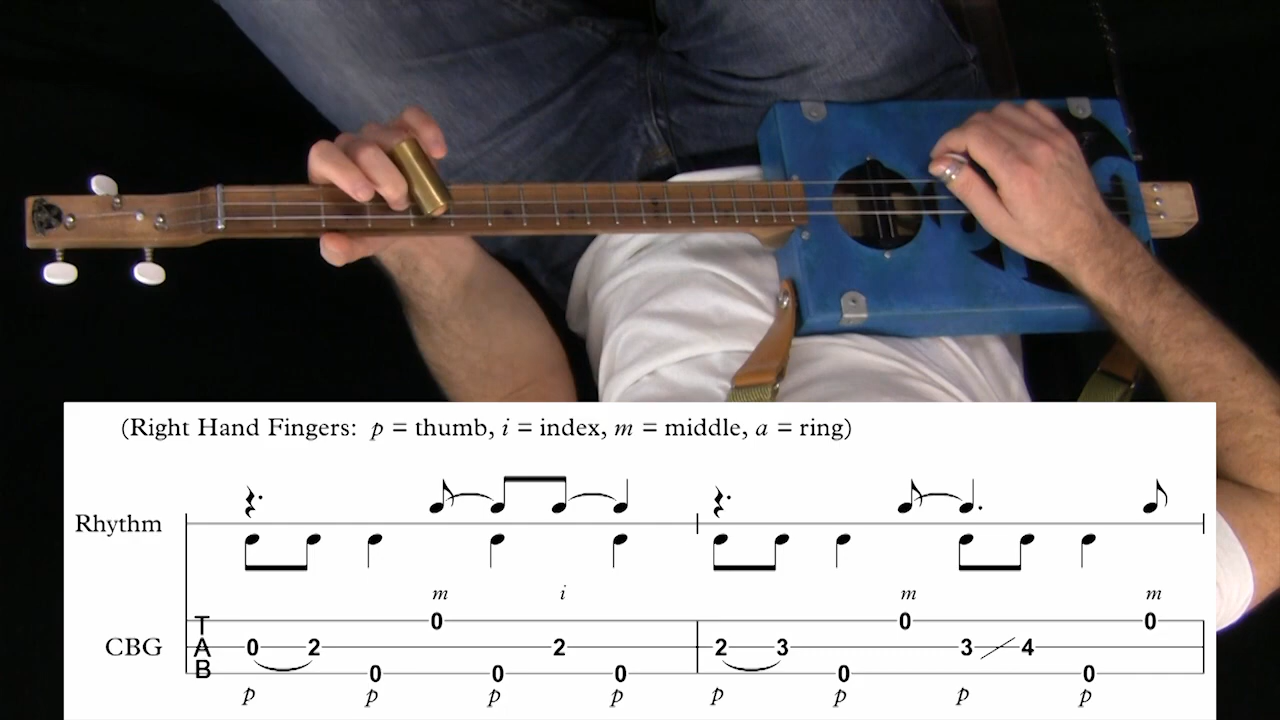 (Right Hand Fingers: p = thumb, i = index, m = middle, a = ring)
Rhythm
m i m m
T 0 0 0
CBG A 0 2 2 2 3 3 4
B 0 0 0 0 0
p p p p p p p p